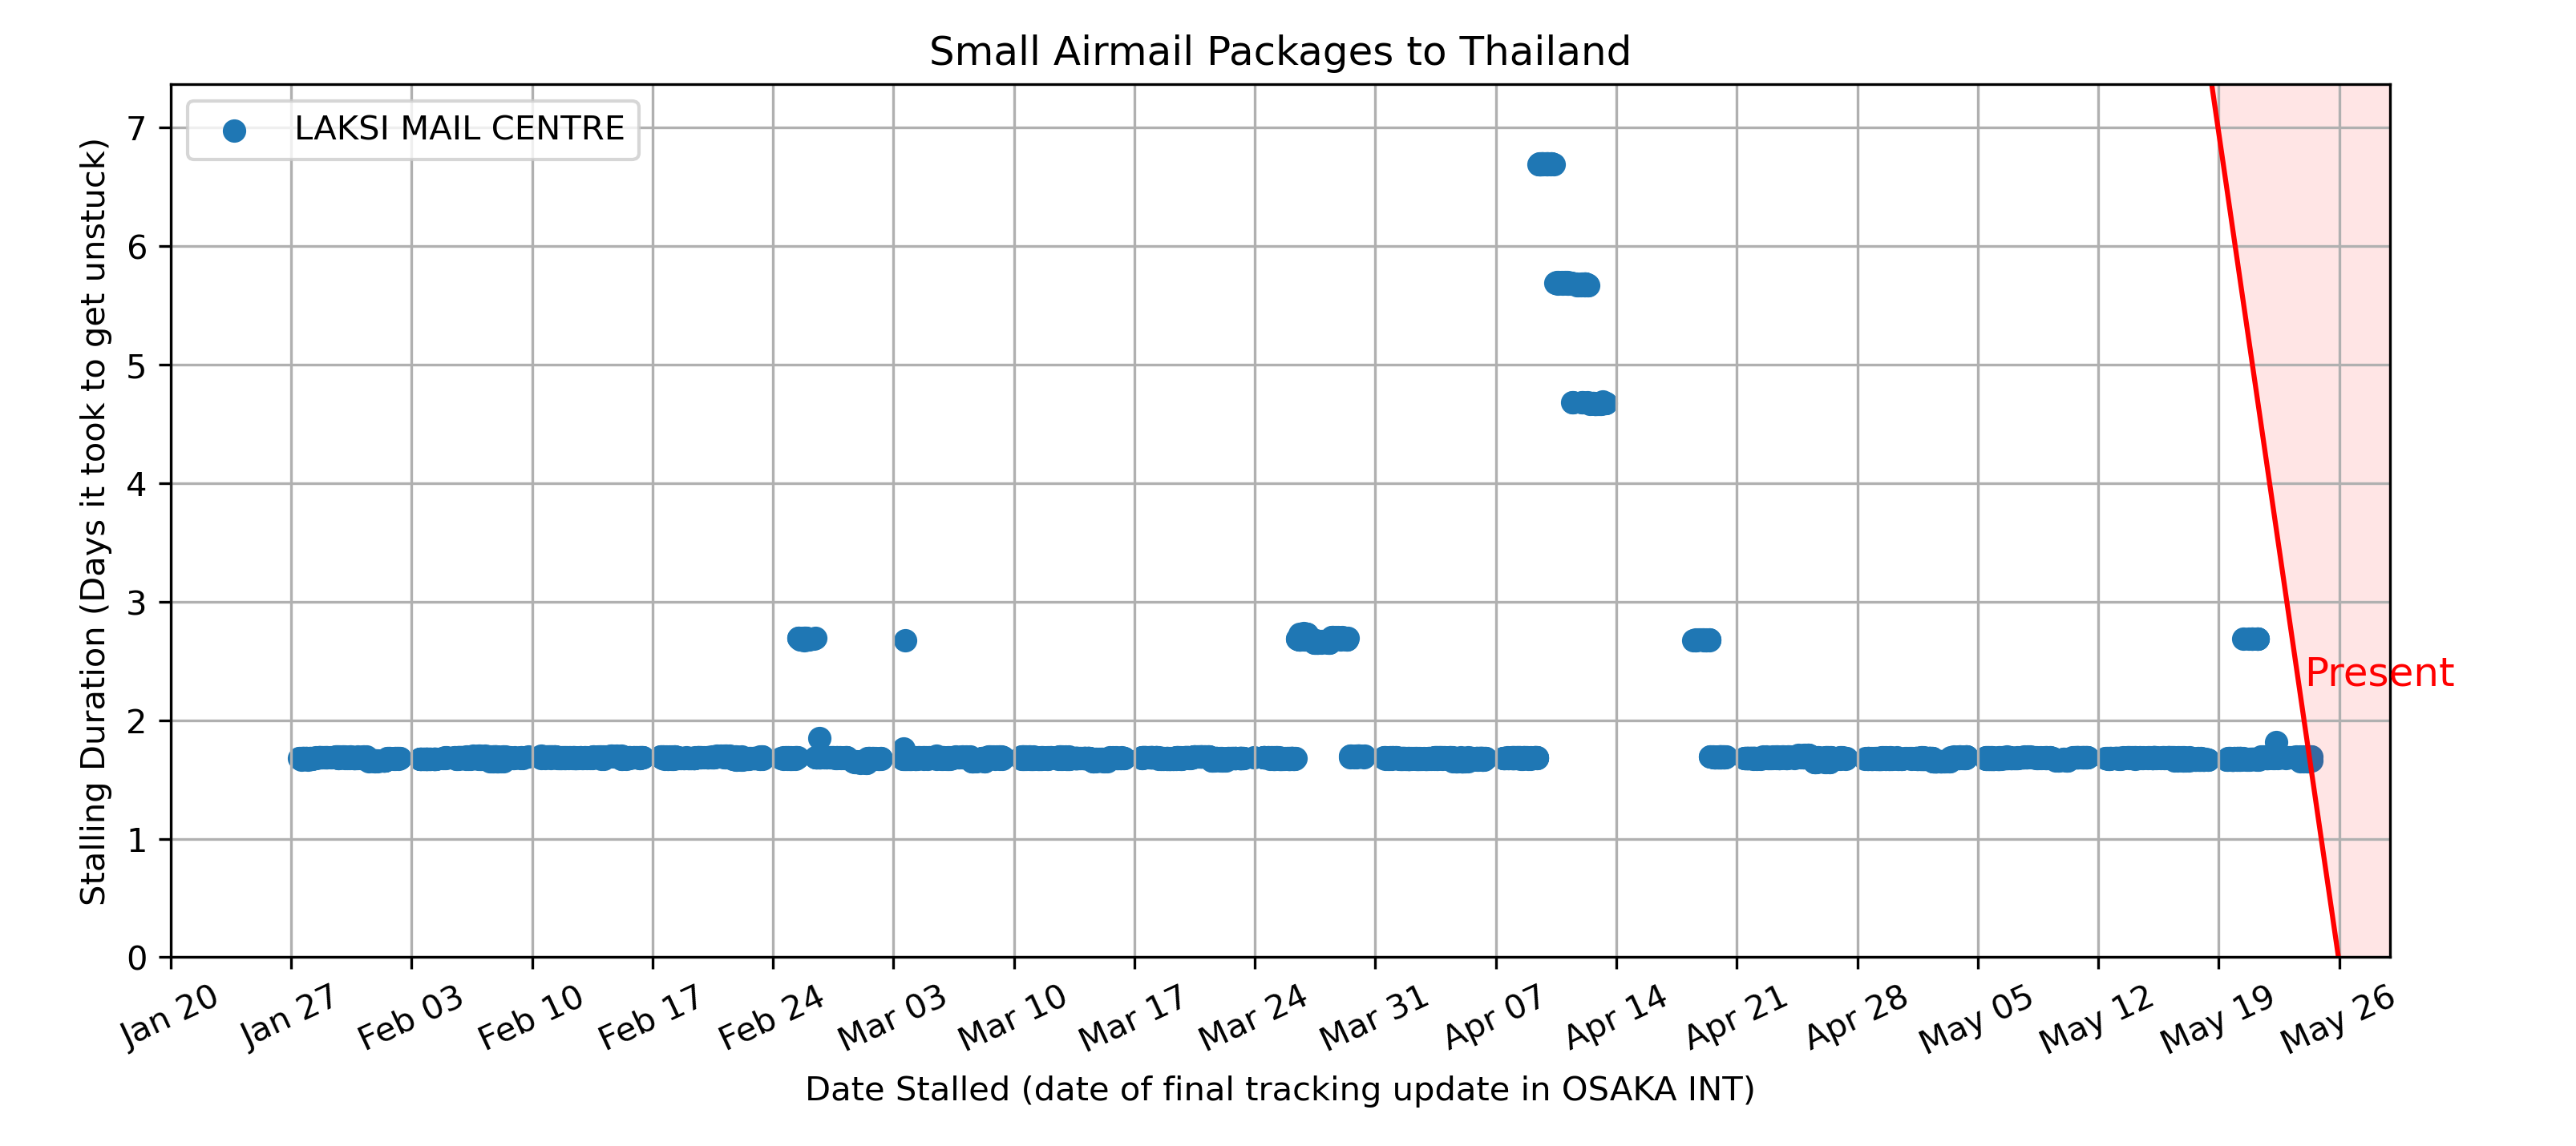 Small Airmail Packages to Thailand
LAKSI MAIL CENTRE
Stalling Duration (Days it took to get unstuck)
7
6
5
4
3
2
1
0
Present
Jan 20
Jan 27
Feb 03
Feb 10
Feb 17
Feb 24
Mar 03
Mar 10
Mar 17
Mar 24
Mar 31
Apr 07
Apr 14
Apr 21
Apr 28
May 05
May 12
May 19
May 26
Date Stalled (date of final tracking update in OSAKA INT)